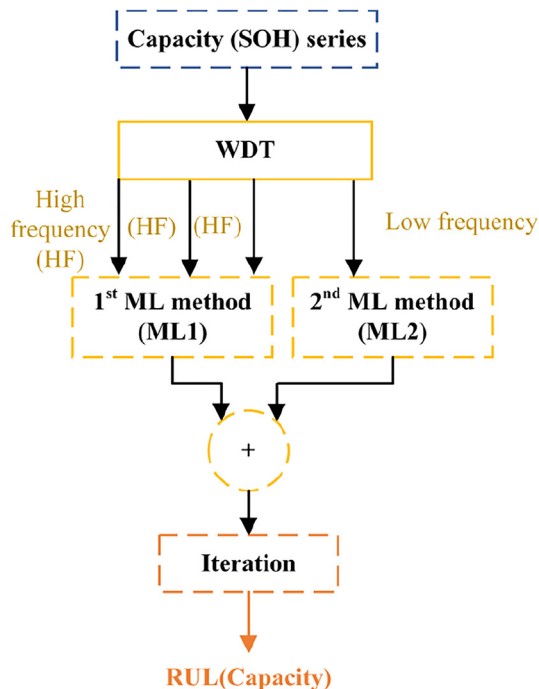 Capacity (SOH) series
WDT
High
frequency
(HF)
(HF)
(HF)
Low frequency
1st ML method
(ML1)
2nd ML method
(ML2)
+
Iteration
RUL(Capacity)